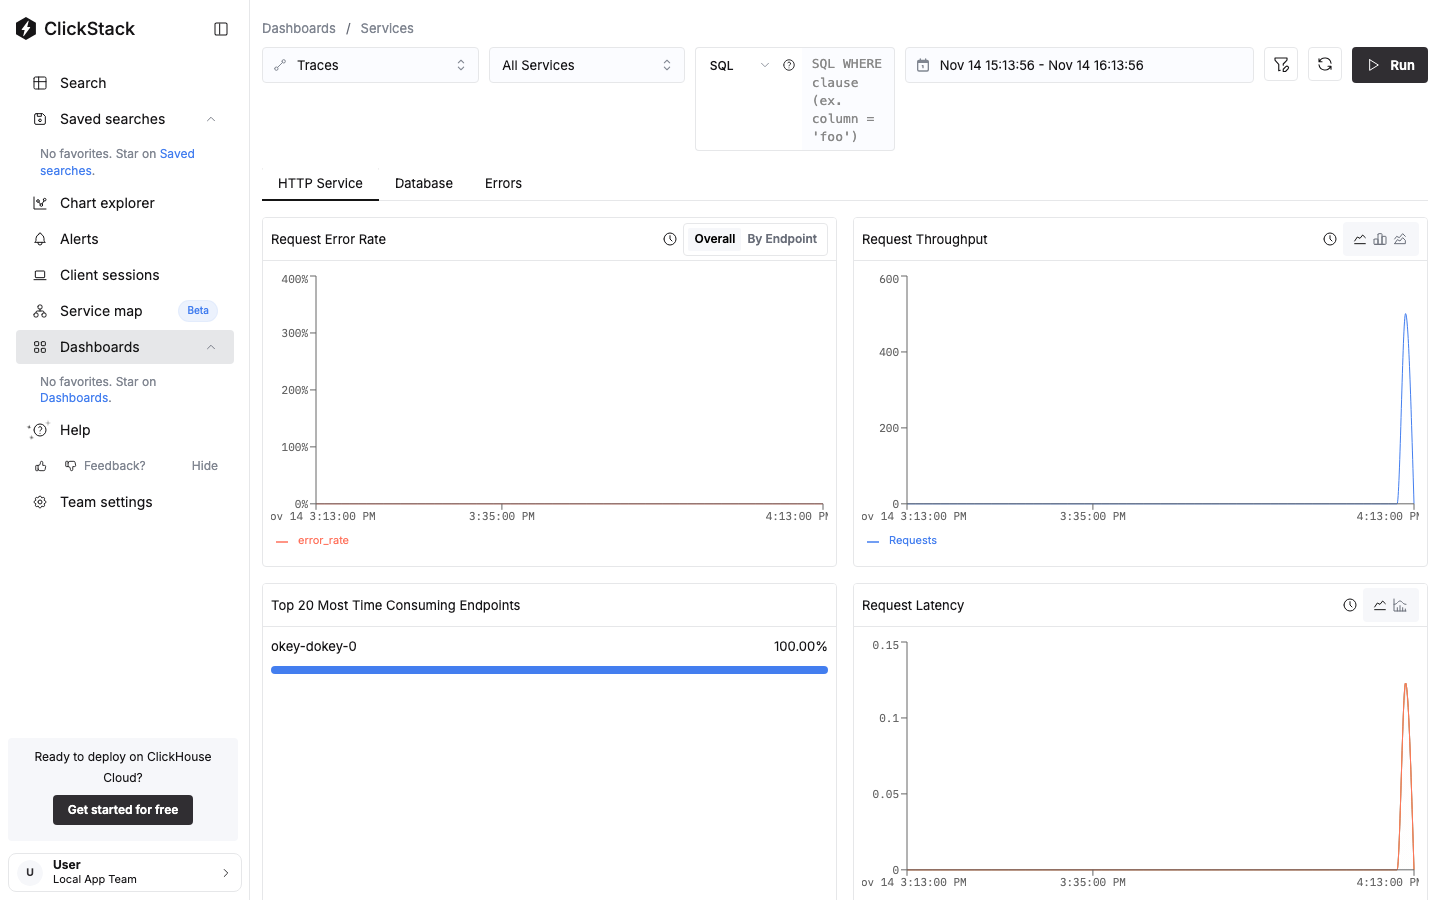 ClickStack
Search
Saved searches
No favorites. Star on Saved
searches.
Chart explorer
Alerts
Client sessions
Service map
Beta
Dashboards
No favorites. Star on
Dashboards.
Help
Feedback?
Hide
Team settings
Ready to deploy on ClickHouse
Cloud?
Get started for free
U
User
Local App Team
Dashboards / Services
Traces
All Services
SQL
SQL WHERE
clause
(ex.
column =
'foo')
Nov 14 15:13:56 - Nov 14 16:13:56
Run
HTTP Service
Database
Errors
Request Error Rate
Overall
By Endpoint
400%
300%
200%
100%
0%
ov 14 3:13:00 PM
3:35:00 PM
4:13:00 PM
error_rate
Request Throughput
600
400
200
0
ov 14 3:13:00 PM
3:35:00 PM
4:13:00 PM
Requests
Top 20 Most Time Consuming Endpoints
okey-dokey-0
100.00%
Request Latency
0.15
0.1
0.05
0
ov 14 3:13:00 PM
3:35:00 PM
4:13:00 PM